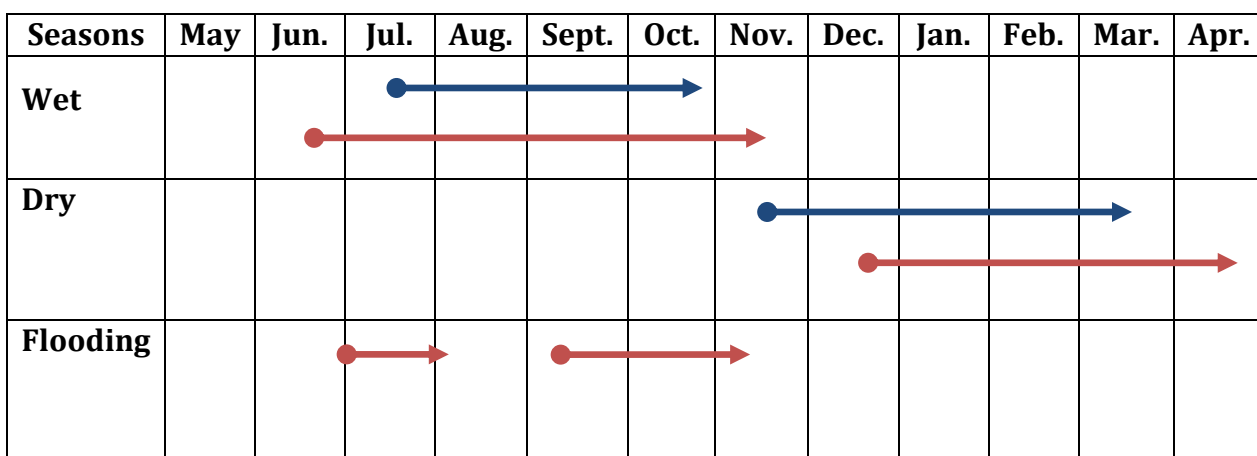 Seasons May Jun. Jul. Aug. Sept. Oct. Nov. Dec. Jan. Feb. Mar. Apr.
Wet
Dry
Flooding